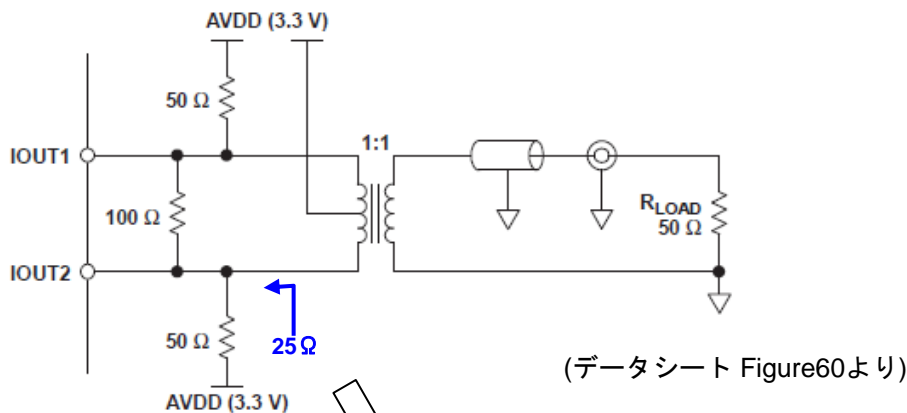 AVDD (3.3 V)
50 Ω
1:1
IOUT1
100 Ω
RLOAD
50 Ω
IOUT2
50 Ω
25Ω
(データシート Figure60より)
AVDD (3.3 V)